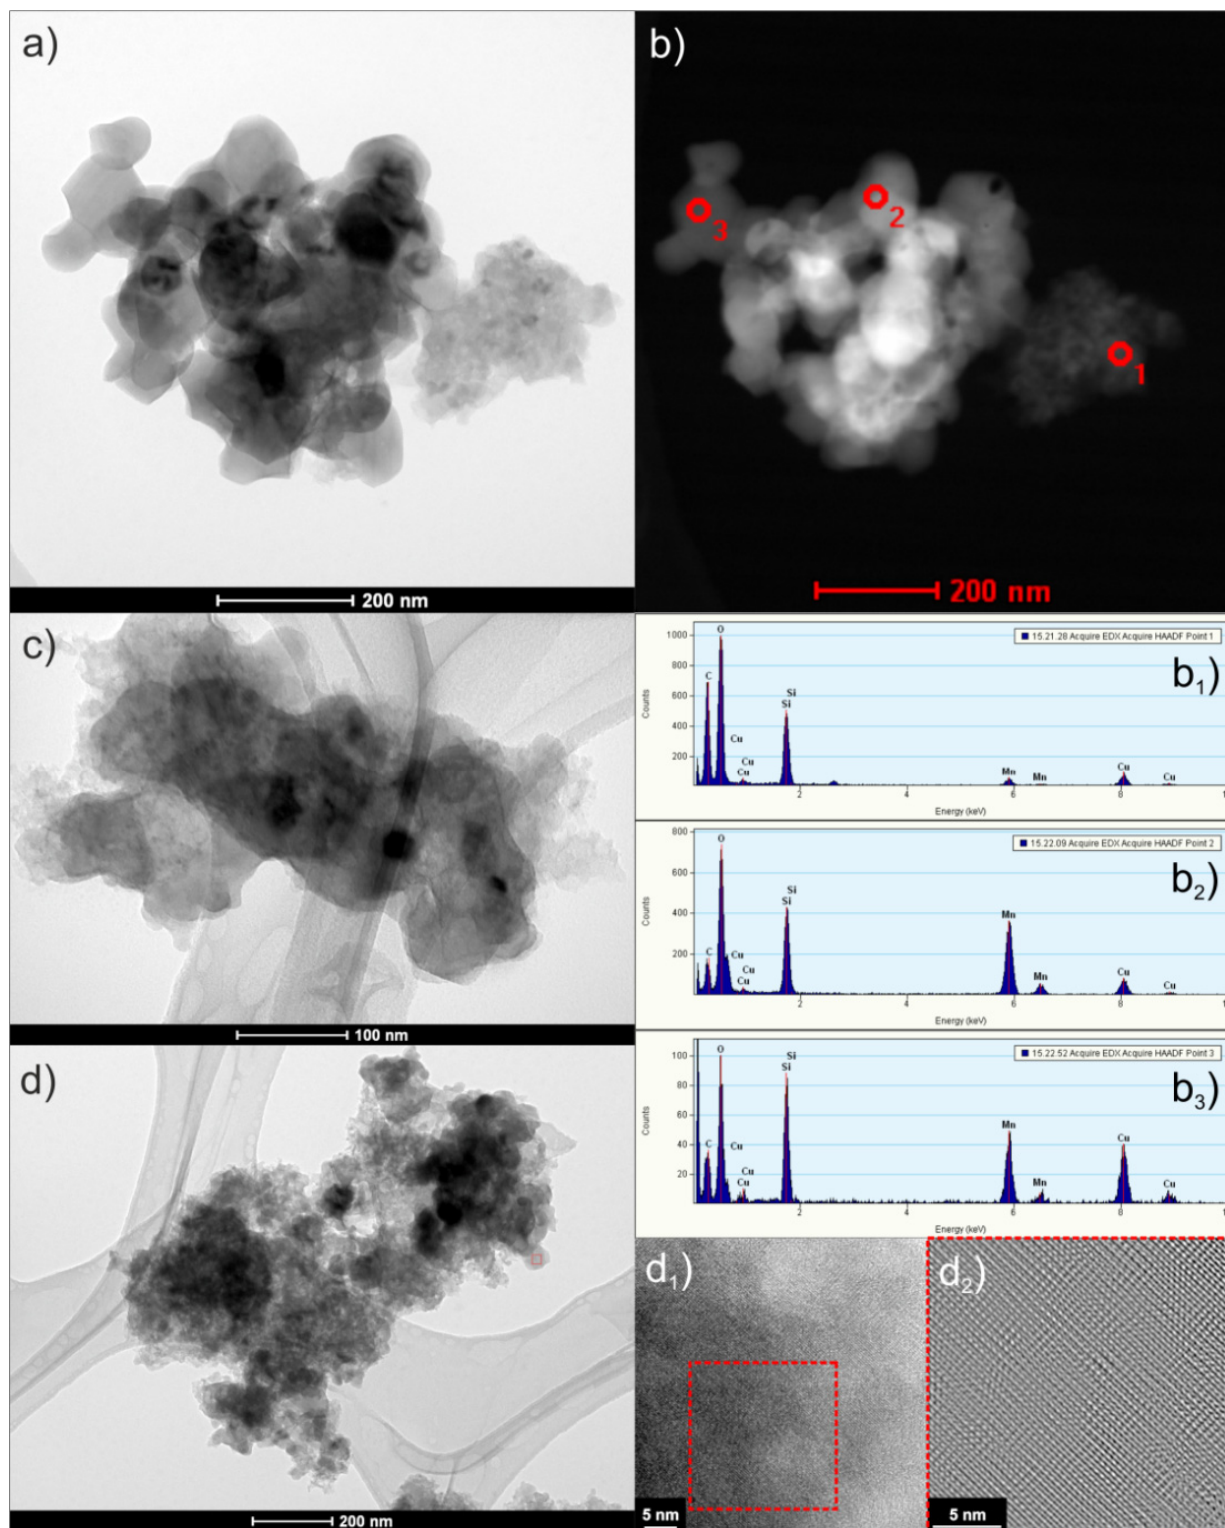 a)
b)
3
2
1
200 nm
200 nm
c)
100 nm
1000
800
600
400
200
Counts
O
C
Si
Si
Cu
Cu
Cu
Mn
Mn
Cu
Cu
15.21.28 Acquire EDX Acquire HAADF Point 1
b1)
2
4
6
8
1
Energy (keV)
800
600
400
200
Counts
O
C
Si
Si
Cu
Cu
Cu
Mn
Mn
Cu
Cu
15.22.09 Acquire EDX Acquire HAADF Point 2
b2)
2
4
6
8
1
Energy (keV)
d)
200 nm
100
80
60
40
20
Counts
O
C
Si
Si
Cu
Cu
Cu
Mn
Mn
Cu
Cu
15.22.52 Acquire EDX Acquire HAADF Point 3
b3)
2
4
6
8
1
Energy (keV)
d1)
5 nm
d2)
5 nm